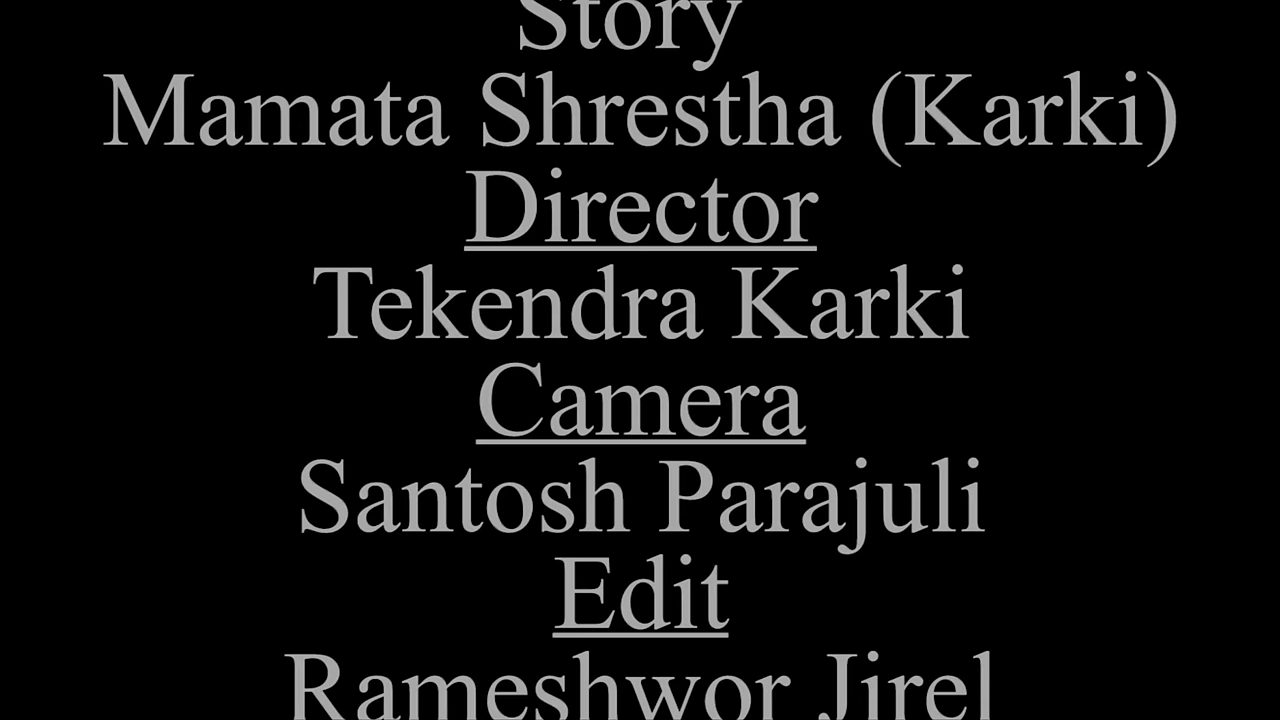 Story
Mamata Shrestha (Karki)
Director
Tekendra Karki
Camera
Santosh Parajuli
Edit
Rameshwor Jirel